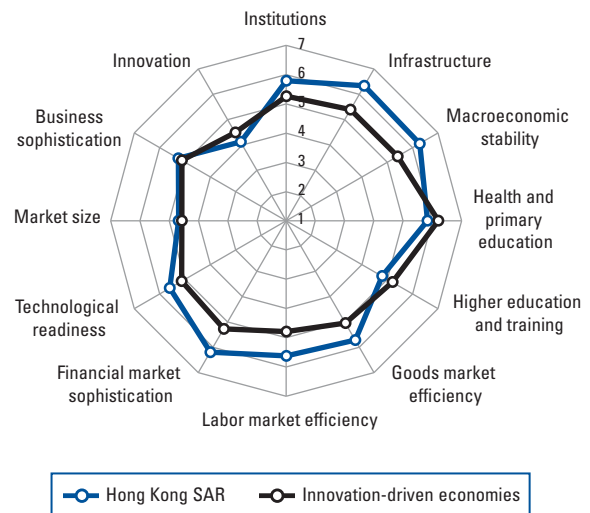 Institutions
Innovation
Infrastructure
Business
sophistication
Macroeconomic
stability
Market size
Health and
primary
education
Technological
readiness
Higher education
and training
Financial market
sophistication
Goods market
efficiency
Labor market efficiency
7
6
5
4
3
2
1
Hong Kong SAR
Innovation-driven economies